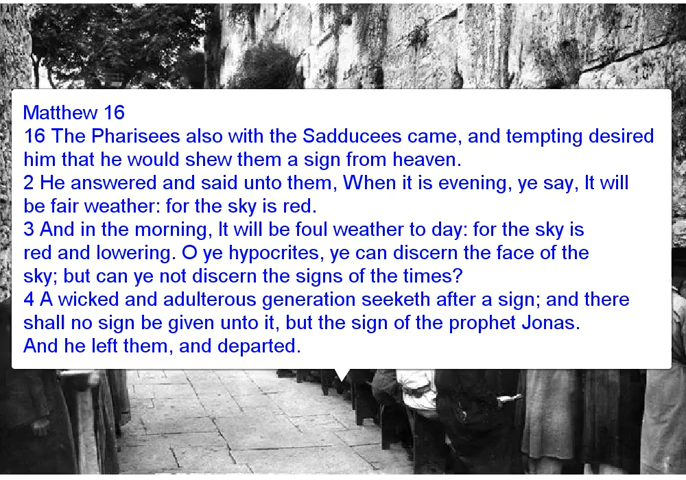 Matthew 16
16 The Pharisees also with the Sadducees came, and tempting desired
him that he would shew them a sign from heaven.
2 He answered and said unto them, When it is evening, ye say, It will
be fair weather: for the sky is red.
3 And in the morning, It will be foul weather to day: for the sky is
red and lowering. O ye hypocrites, ye can discern the face of the
sky; but can ye not discern the signs of the times?
4 A wicked and adulterous generation seeketh after a sign; and there
shall no sign be given unto it, but the sign of the prophet Jonas.
And he left them, and departed.